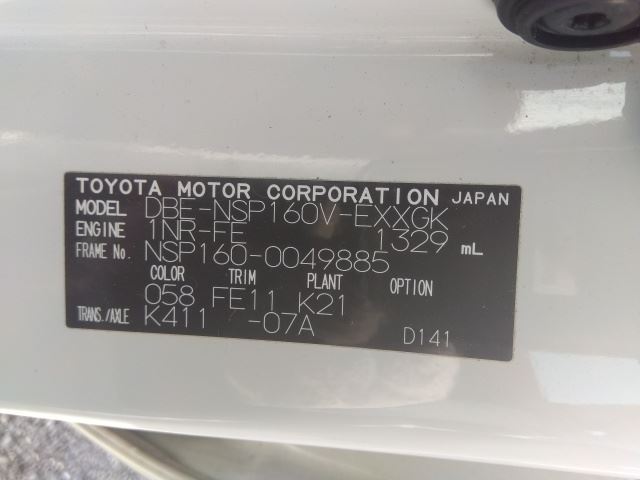 TOYOTA MOTOR CORPORATION JAPAN
MODEL DBE-NSP160V-EXXGK
ENGINE 1NR-FE 1329 mL
FRAME No. NSP160-0049885
COLOR TRIM PLANT OPTION
058 FE11 K21
TRANS./AXLE K411 -07A
D141